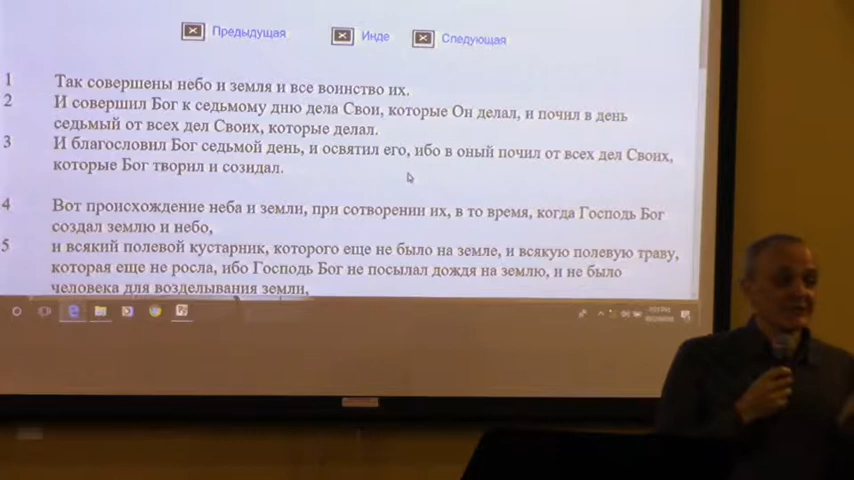 Предыдущая Инде Следующая
1 Так совершены небо и земля и все воинство их.
2 И совершил Бог к седьмому дню дела Свои, которые Он делал, и почил в день
седьмый от всех дел Своих, которые делал.
3 И благословил Бог седьмой день, и освятил его, ибо в оный почил от всех дел Своих,
которые Бог творил и созидал.
4 Вот происхождение неба и земли, при сотворении их, в то время, когда Господь Бог
создал землю и небо,
5 и всякий полевой кустарник, которого еще не было на земле, и всякую полевую траву,
которая еще не росла, ибо Господь Бог не посылал дождя на землю, и не было
человека для возделывания земли,